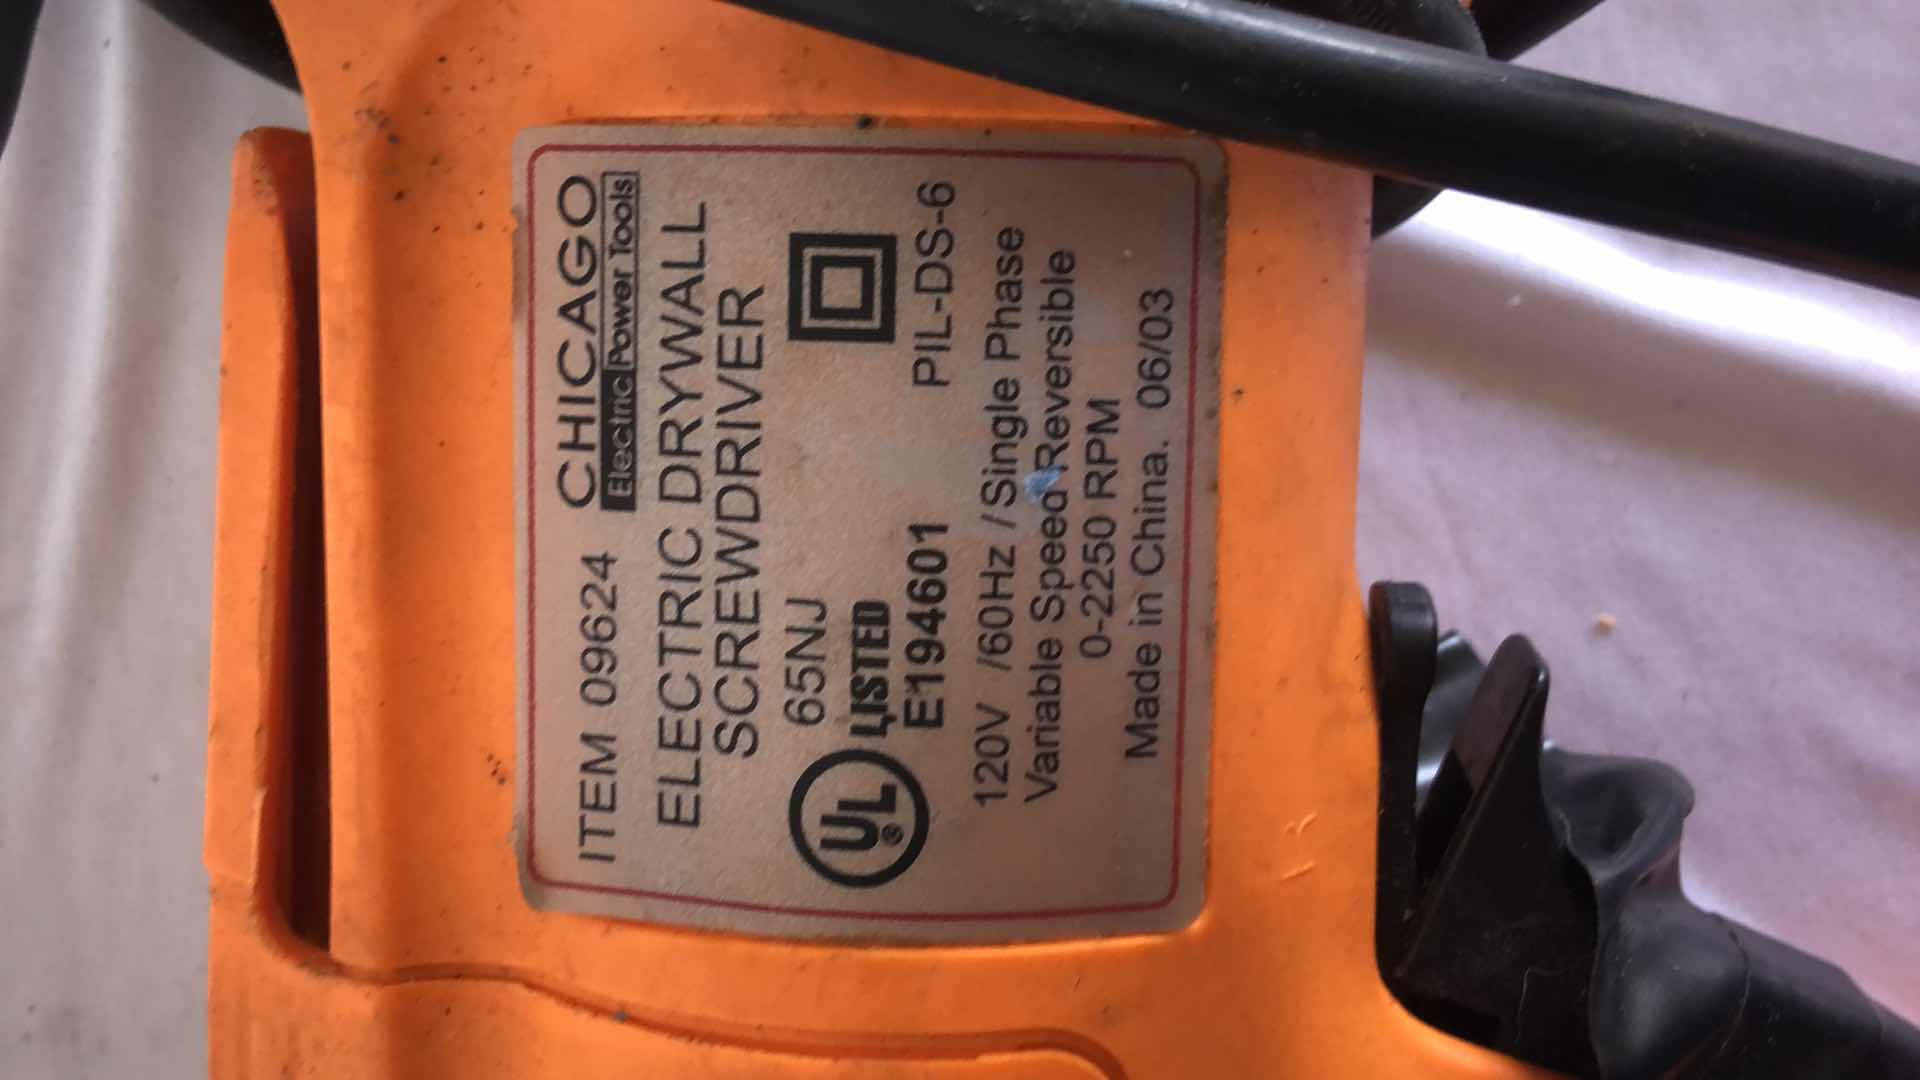 ITEM 09624
CHICAGO
Electric Power Tools
ELECTRIC DRYWALL
SCREWDRIVER
65NJ
UL
®
LISTED
E194601
PIL-DS-6
120V /60Hz /Single Phase
Variable Speed Reversible
0-2250 RPM
Made in China. 06/03